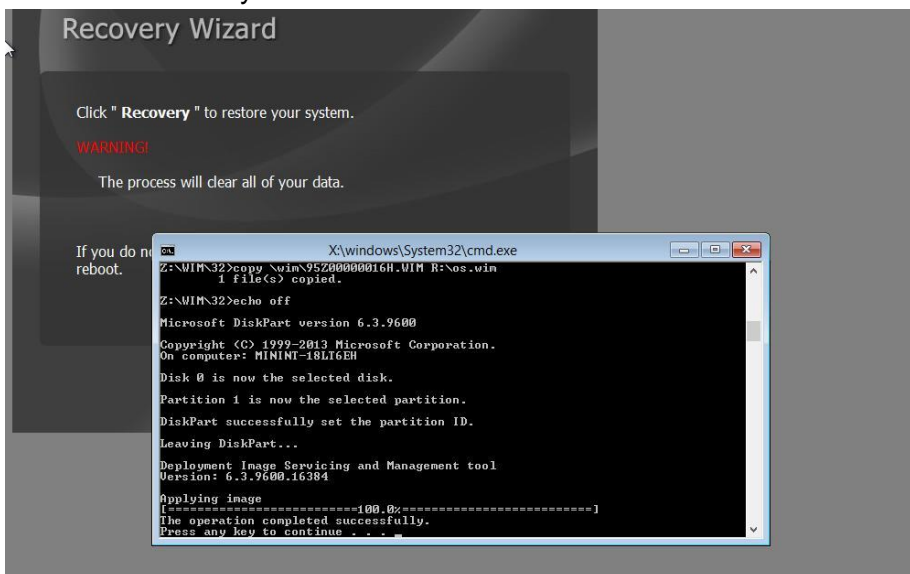 Recovery Wizard
Click " Recovery " to restore your system.
WARNING!
The process will clear all of your data.
If you do no
reboot.
X:\windows\System32\cmd.exe
Z:\WIM\32>copy \wim\95Z00000016H.WIM R:\os.wim
1 file(s) copied.
Z:\WIM\32>echo off
Microsoft DiskPart version 6.3.9600
Copyright (C) 1999-2013 Microsoft Corporation.
On computer: MININT-18LT6EH
Disk 0 is now the selected disk.
Partition 1 is now the selected partition.
DiskPart successfully set the partition ID.
Leaving DiskPart...
Deployment Image Servicing and Management tool
Version: 6.3.9600.16384
Applying image
[==========================100.0%==========================]
The operation completed successfully.
Press any key to continue . . . _